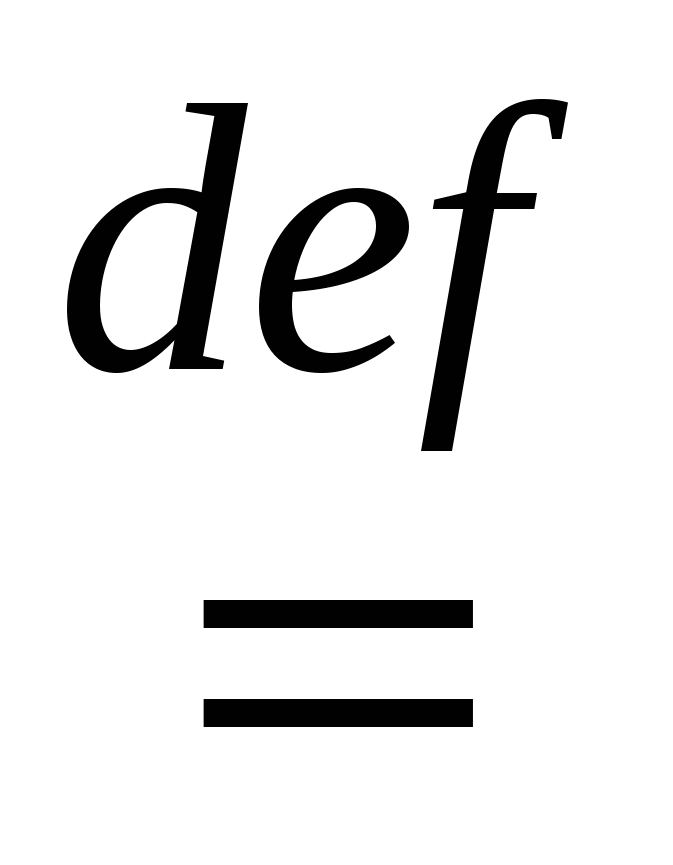 def
=